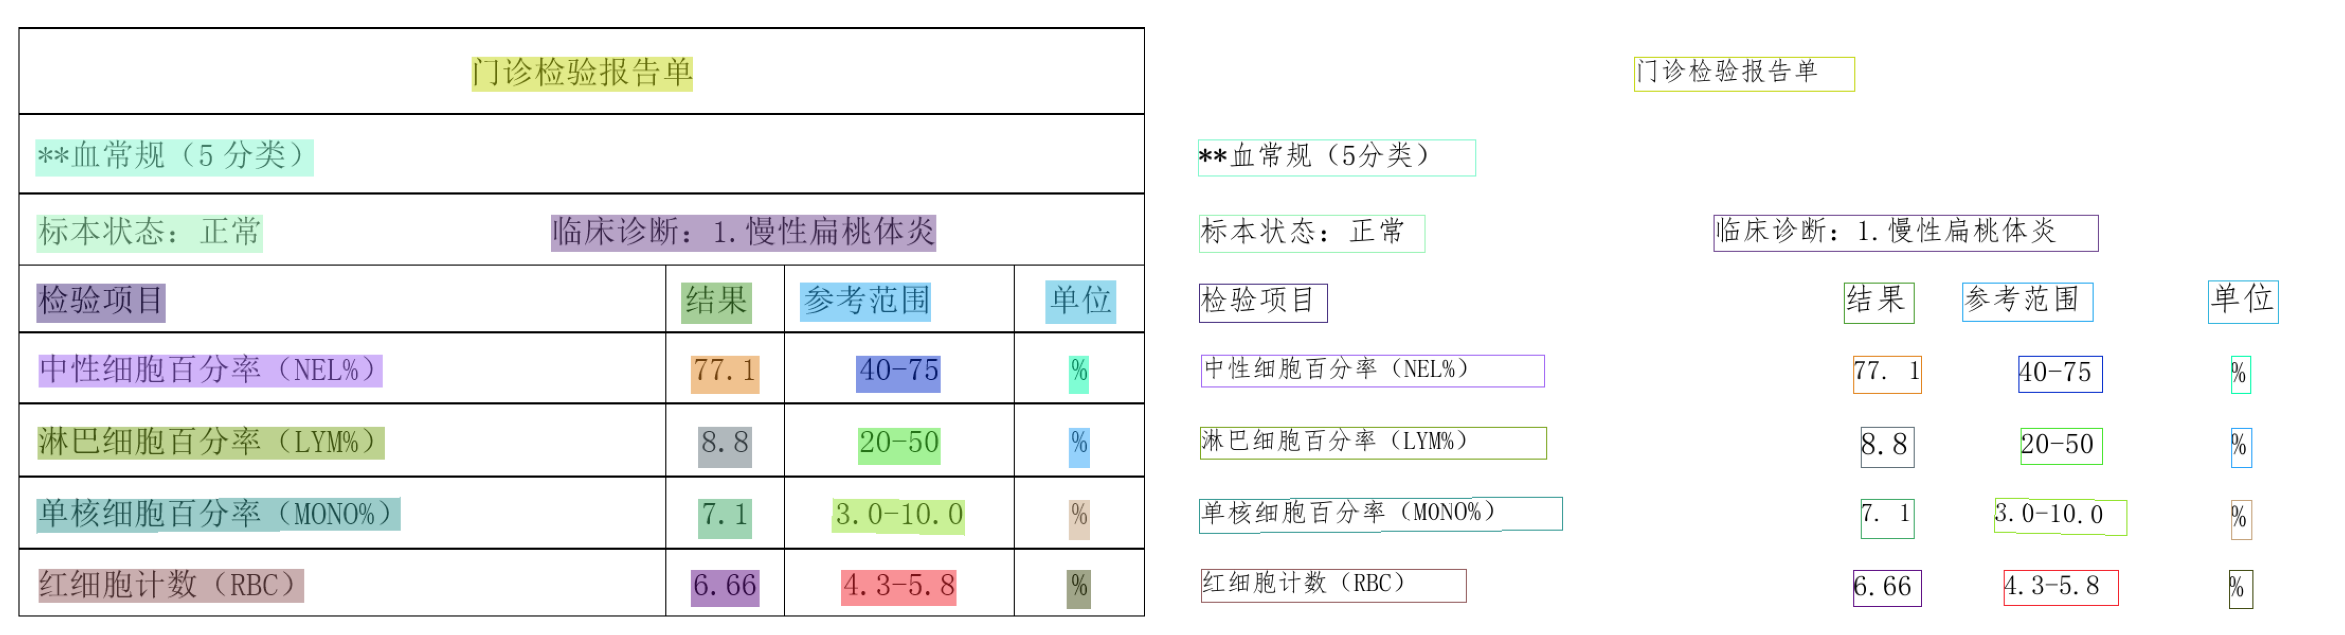 门诊检验报告单
**血常规（5 分类）
标本状态：正常 临床诊断：1.慢性扁桃体炎
检验项目 结果 参考范围 单位
中性细胞百分率（NEL%） 77.1 40-75 %
淋巴细胞百分率（LYM%） 8.8 20-50 %
单核细胞百分率（MONO%） 7.1 3.0-10.0 %
红细胞计数（RBC） 6.66 4.3-5.8 %
门诊检验报告单
**血常规（5分类）
标本状态：正常 临床诊断：1.慢性扁桃体炎
检验项目 结果 参考范围 单位
中性细胞百分率（NEL%） 77. 1 40-75 %
淋巴细胞百分率（LYM%） 8.8 20-50 %
单核细胞百分率（MONO%） 7. 1 3.0-10.0 %
红细胞计数（RBC） 6.66 4.3-5.8 %